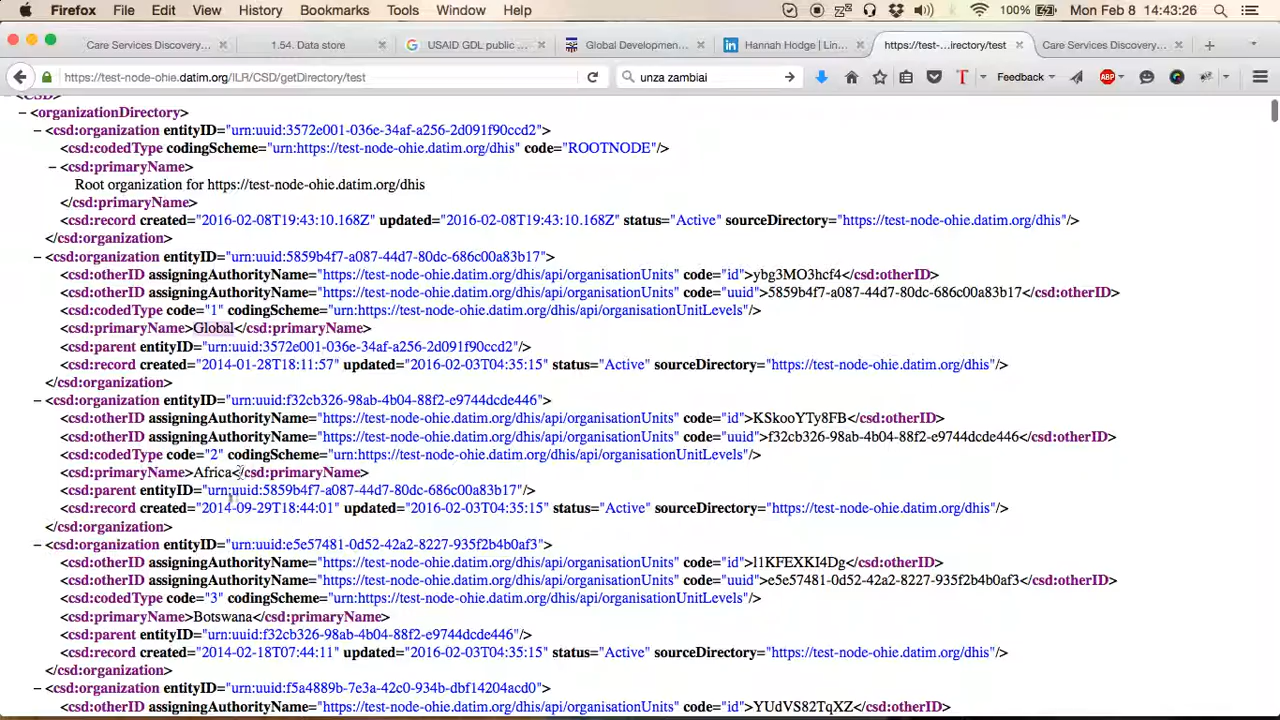 Firefox File Edit View History Bookmarks Tools Window Help 100% Mon Feb 8 14:43:26
Care Services Discovery... × 1.54. Data store × USAID GDL public ... × Global Developmen... × Hannah Hodge | Lin... × https://test-...irectory/test × Care Services Discovery... × +
https://test-node-ohie.datim.org/ILR/CSD/getDirectory/test unza zambiai Feedback ABP
− <CSD>
− <organizationDirectory>
− <csd:organization entityID="urn:uuid:3572e001-036e-34af-a256-2d091f90ccd2">
<csd:codedType codingScheme="urn:https://test-node-ohie.datim.org/dhis" code="ROOTNODE"/>
− <csd:primaryName>
Root organization for https://test-node-ohie.datim.org/dhis
</csd:primaryName>
<csd:record created="2016-02-08T19:43:10.168Z" updated="2016-02-08T19:43:10.168Z" status="Active" sourceDirectory="https://test-node-ohie.datim.org/dhis"/>
</csd:organization>
− <csd:organization entityID="urn:uuid:5859b4f7-a087-44d7-80dc-686c00a83b17">
<csd:otherID assigningAuthorityName="https://test-node-ohie.datim.org/dhis/api/organisationUnits" code="id">ybg3MO3hcf4</csd:otherID>
<csd:otherID assigningAuthorityName="https://test-node-ohie.datim.org/dhis/api/organisationUnits" code="uuid">5859b4f7-a087-44d7-80dc-686c00a83b17</csd:otherID>
<csd:codedType code="1" codingScheme="urn:https://test-node-ohie.datim.org/dhis/api/organisationUnitLevels"/>
<csd:primaryName>Global</csd:primaryName>
<csd:parent entityID="urn:uuid:3572e001-036e-34af-a256-2d091f90ccd2"/>
<csd:record created="2014-01-28T18:11:57" updated="2016-02-03T04:35:15" status="Active" sourceDirectory="https://test-node-ohie.datim.org/dhis"/>
</csd:organization>
− <csd:organization entityID="urn:uuid:f32cb326-98ab-4b04-88f2-e9744dcde446">
<csd:otherID assigningAuthorityName="https://test-node-ohie.datim.org/dhis/api/organisationUnits" code="id">KSkooYTy8FB</csd:otherID>
<csd:otherID assigningAuthorityName="https://test-node-ohie.datim.org/dhis/api/organisationUnits" code="uuid">f32cb326-98ab-4b04-88f2-e9744dcde446</csd:otherID>
<csd:codedType code="2" codingScheme="urn:https://test-node-ohie.datim.org/dhis/api/organisationUnitLevels"/>
<csd:primaryName>Africa</csd:primaryName>
<csd:parent entityID="urn:uuid:5859b4f7-a087-44d7-80dc-686c00a83b17"/>
<csd:record created="2014-09-29T18:44:01" updated="2016-02-03T04:35:15" status="Active" sourceDirectory="https://test-node-ohie.datim.org/dhis"/>
</csd:organization>
− <csd:organization entityID="urn:uuid:e5e57481-0d52-42a2-8227-935f2b4b0af3">
<csd:otherID assigningAuthorityName="https://test-node-ohie.datim.org/dhis/api/organisationUnits" code="id">l1KFEXKI4Dg</csd:otherID>
<csd:otherID assigningAuthorityName="https://test-node-ohie.datim.org/dhis/api/organisationUnits" code="uuid">e5e57481-0d52-42a2-8227-935f2b4b0af3</csd:otherID>
<csd:codedType code="3" codingScheme="urn:https://test-node-ohie.datim.org/dhis/api/organisationUnitLevels"/>
<csd:primaryName>Botswana</csd:primaryName>
<csd:parent entityID="urn:uuid:f32cb326-98ab-4b04-88f2-e9744dcde446"/>
<csd:record created="2014-02-18T07:44:11" updated="2016-02-03T04:35:15" status="Active" sourceDirectory="https://test-node-ohie.datim.org/dhis"/>
</csd:organization>
− <csd:organization entityID="urn:uuid:f5a4889b-7e3a-42c0-934b-dbf14204acd0">
<csd:otherID assigningAuthorityName="https://test-node-ohie.datim.org/dhis/api/organisationUnits" code="id">YUdVS82TqXZ</csd:otherID>